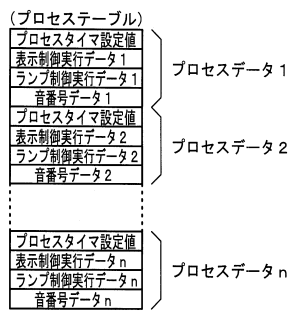 (プロセステーブル)
プロセスタイマ設定値
表示制御実行データ1
ランプ制御実行データ1
音番号データ1
プロセスデータ1
プロセスタイマ設定値
表示制御実行データ2
ランプ制御実行データ2
音番号データ2
プロセスデータ2
プロセスタイマ設定値
表示制御実行データn
ランプ制御実行データn
音番号データn
プロセスデータn